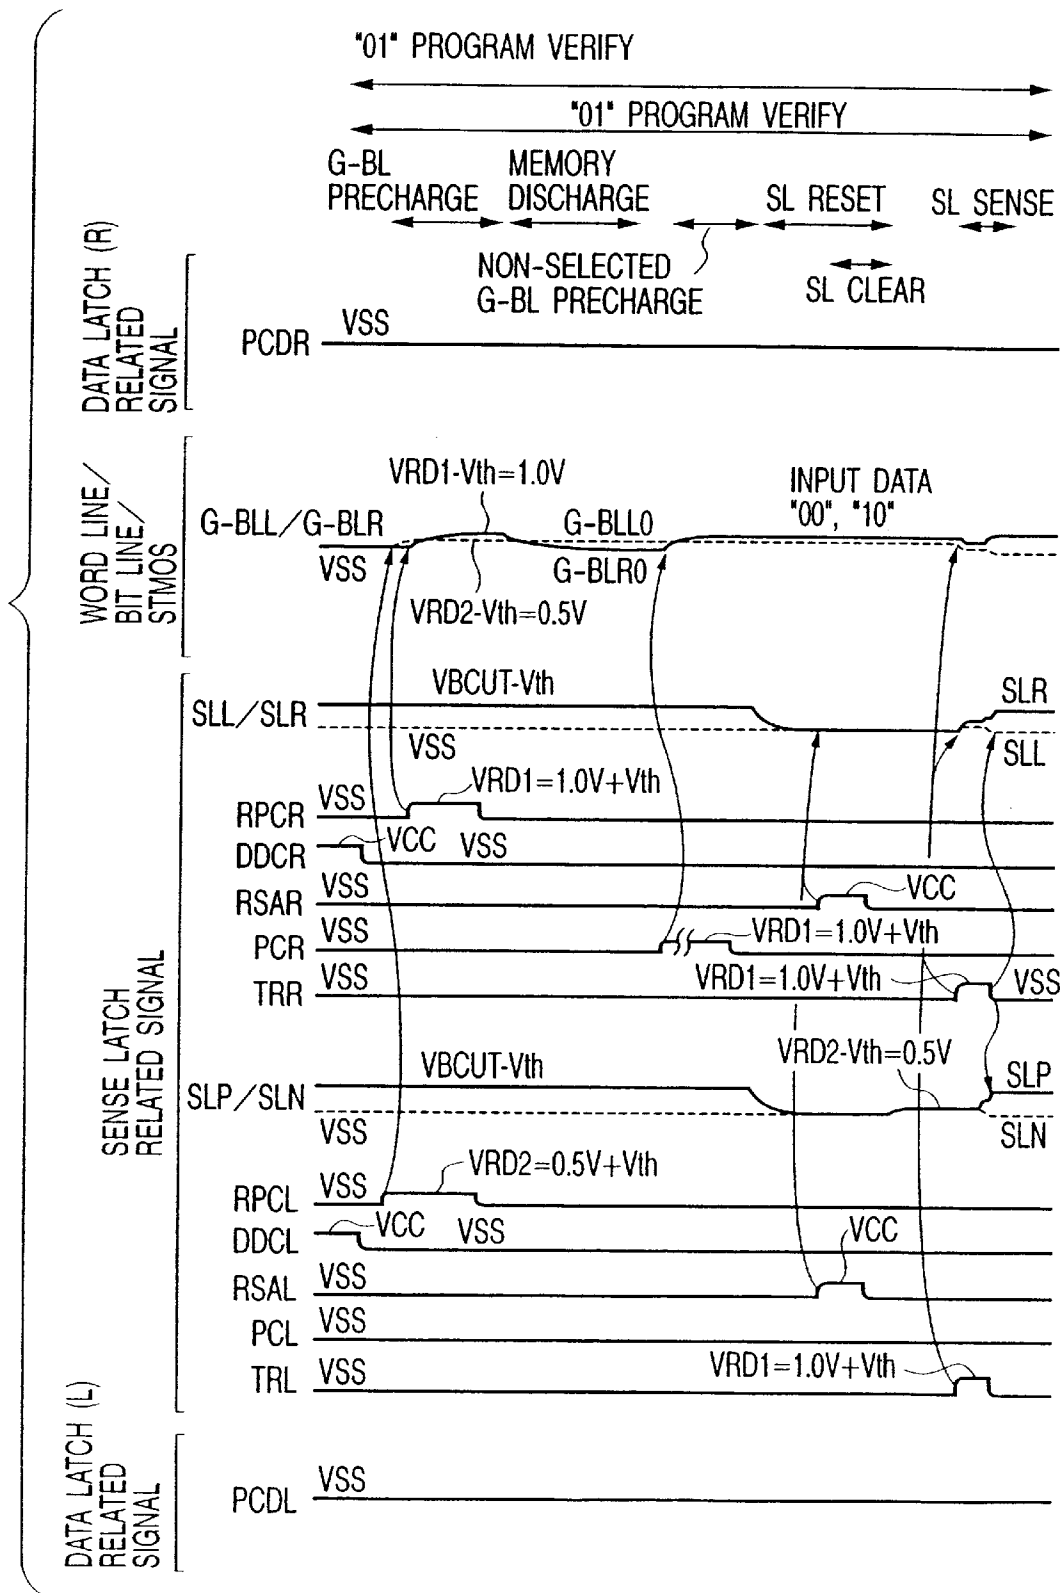 "01" PROGRAM VERIFY
"01" PROGRAM VERIFY
G-BL
PRECHARGE
MEMORY
DISCHARGE
SL RESET
SL SENSE
NON-SELECTED
G-BL PRECHARGE
SL CLEAR
DATA LATCH (R)
RELATED
SIGNAL
VSS
PCDR
WORD LINE/
BIT LINE/
STMOS
VRD1-Vth=1.0V
INPUT DATA
"00", "10"
G-BLL/G-BLR
G-BLL0
VSS
G-BLR0
VRD2-Vth=0.5V
SENSE LATCH
RELATED SIGNAL
VBCUT-Vth
SLR
SLL/SLR
VSS
SLL
VRD1=1.0V+Vth
RPCR
VSS
DDCR
VCC
VSS
RSAR
VSS
VCC
PCR
VSS
VRD1=1.0V+Vth
TRR
VSS
VRD1=1.0V+Vth
VSS
VRD2-Vth=0.5V
VBCUT-Vth
SLP
SLP/SLN
VSS
SLN
VRD2=0.5V+Vth
RPCL
VSS
DDCL
VCC
VSS
VCC
RSAL
VSS
PCL
VSS
VRD1=1.0V+Vth
TRL
VSS
DATA LATCH (L)
RELATED
SIGNAL
VSS
PCDL